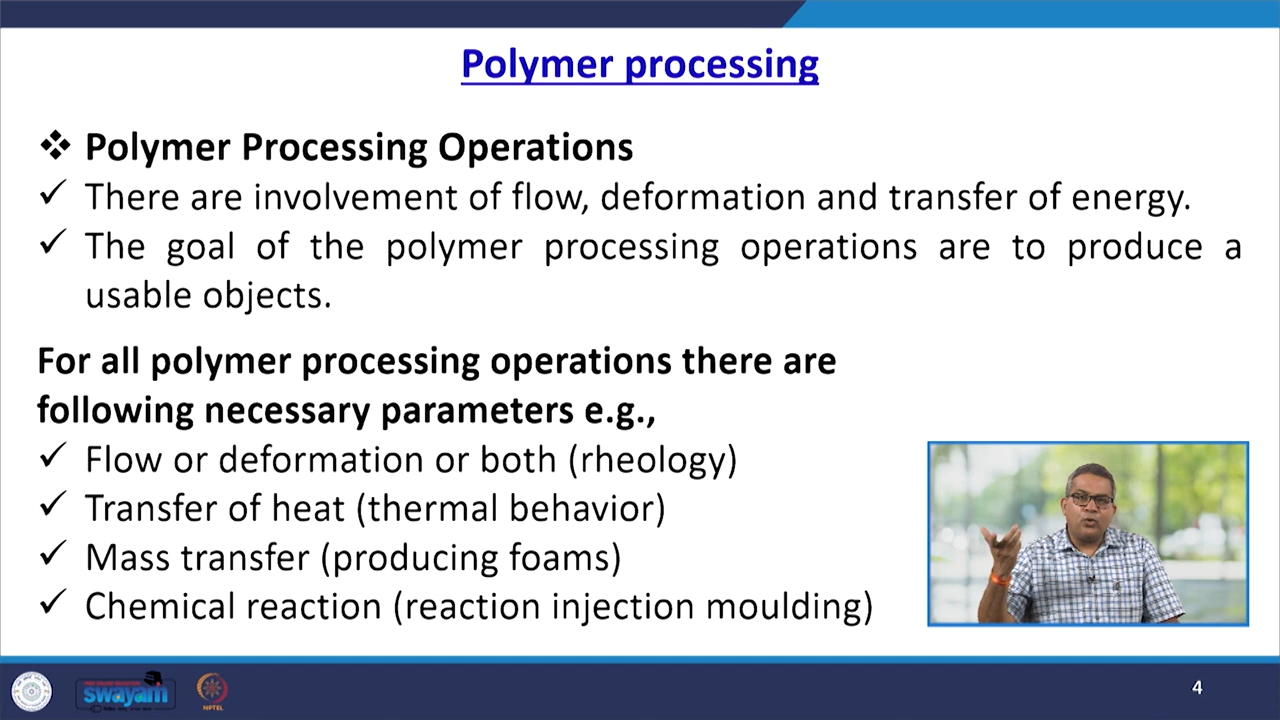 Polymer processing
❖ Polymer Processing Operations
✓ There are involvement of flow, deformation and transfer of energy.
✓ The goal of the polymer processing operations are to produce a
usable objects.
For all polymer processing operations there are
following necessary parameters e.g.,
✓ Flow or deformation or both (rheology)
✓ Transfer of heat (thermal behavior)
✓ Mass transfer (producing foams)
✓ Chemical reaction (reaction injection moulding)
swayam
NPTEL
4